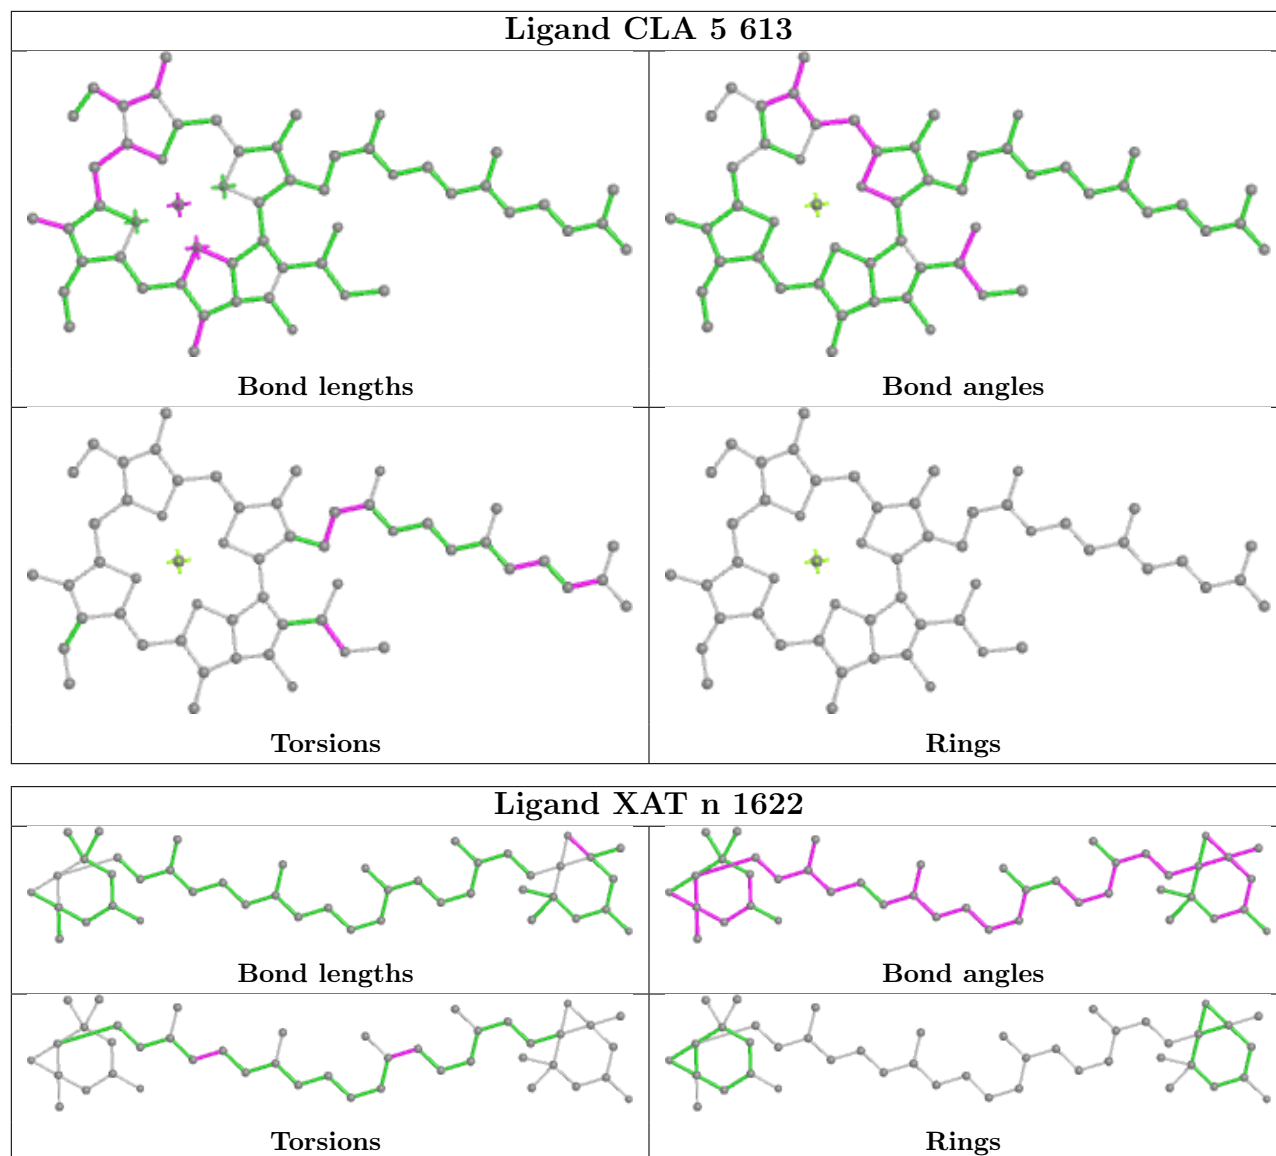 Ligand CLA 5 613
Bond lengths
Bond angles
Torsions
Rings
Ligand XAT n 1622
Bond lengths
Bond angles
Torsions
Rings